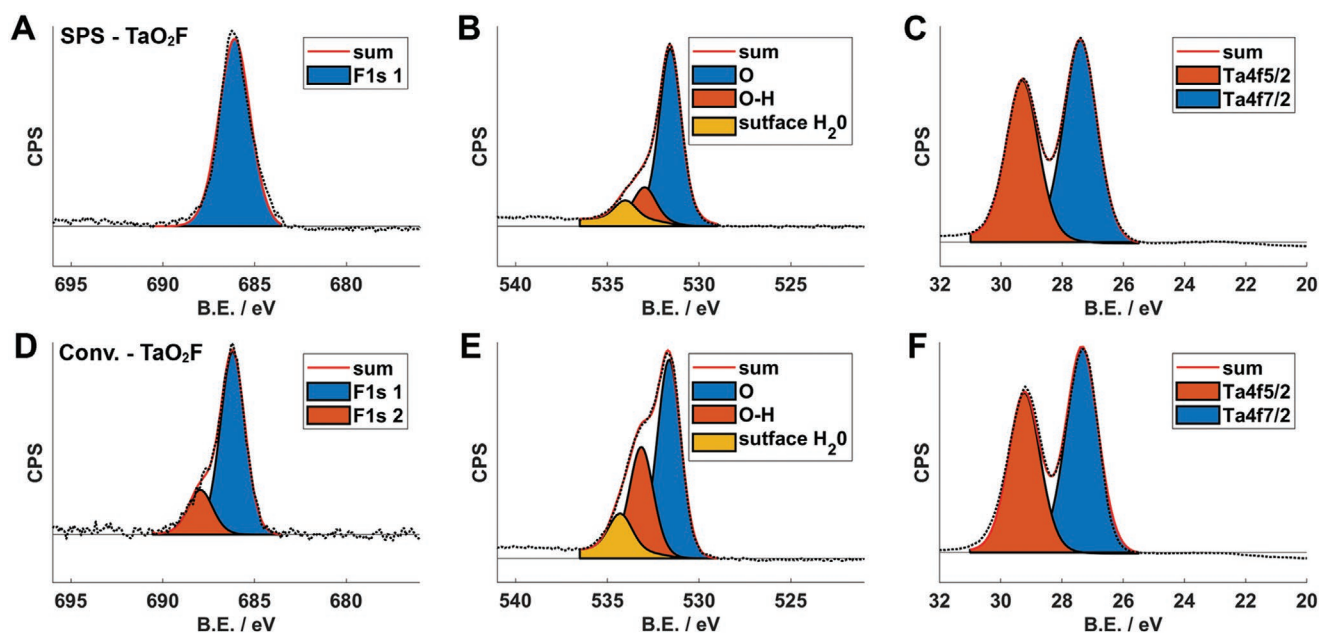 A
SPS - TaO₂F
sum
F1s 1
CPS
695 690 685 680
B.E. / eV
B
sum
O
O-H
sutface H₂0
CPS
540 535 530 525
B.E. / eV
C
sum
Ta4f5/2
Ta4f7/2
CPS
32 30 28 26 24 22 20
B.E. / eV
D
Conv. - TaO₂F
sum
F1s 1
F1s 2
CPS
695 690 685 680
B.E. / eV
E
sum
O
O-H
sutface H₂0
CPS
540 535 530 525
B.E. / eV
F
sum
Ta4f5/2
Ta4f7/2
CPS
32 30 28 26 24 22 20
B.E. / eV